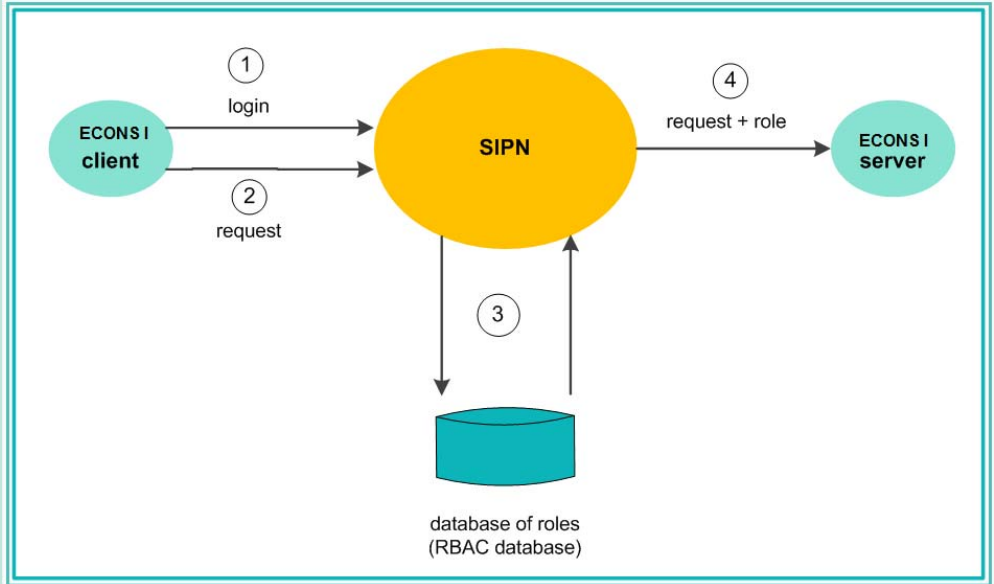 1
login
ECONS I
client
2
request
SIPN
3
4
request + role
ECONS I
server
database of roles
(RBAC database)